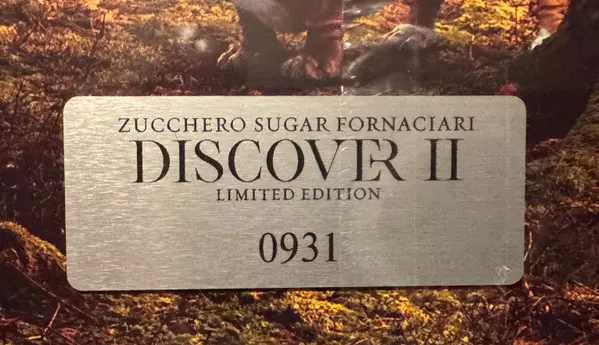 ZUCCHERO SUGAR FORNACIARI
DISCOVER II
LIMITED EDITION
0931